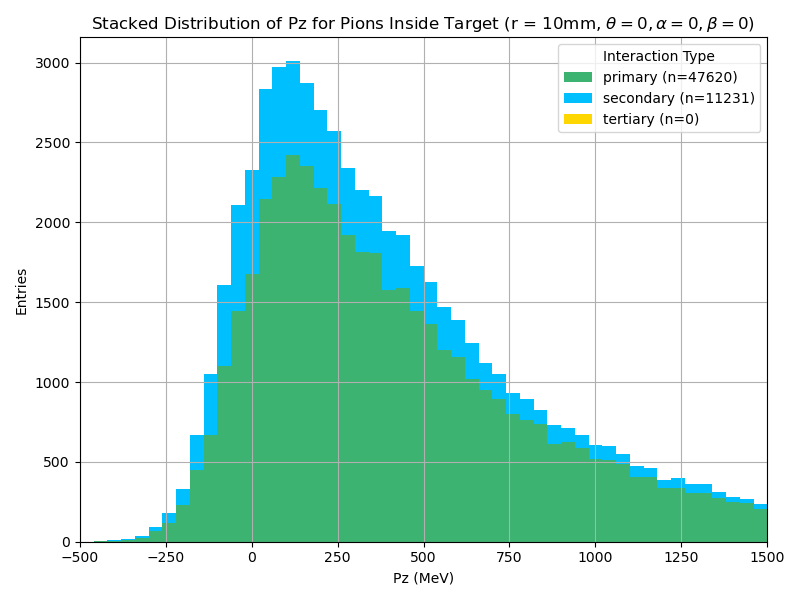 Stacked Distribution of Pz for Pions Inside Target (r = 10mm, θ = 0, α = 0, β = 0)
Interaction Type
primary (n=47620)
secondary (n=11231)
tertiary (n=0)
Entries
3000
2500
2000
1500
1000
500
0
−500 −250 0 250 500 750 1000 1250 1500
Pz (MeV)